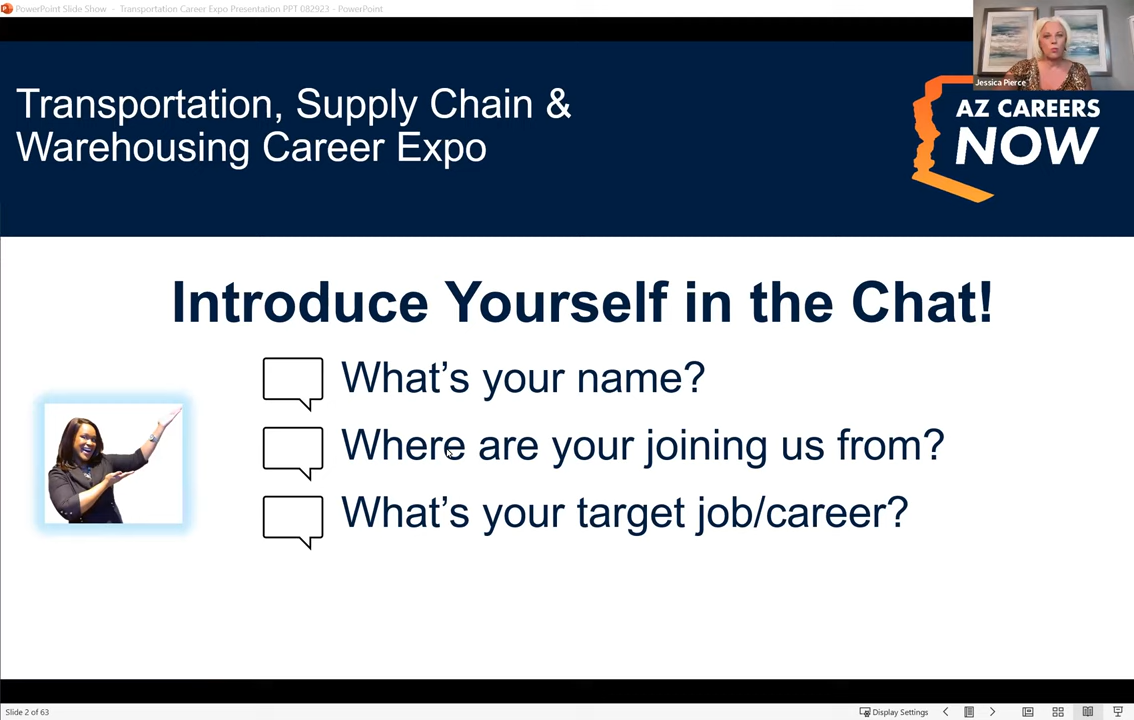 PowerPoint Slide Show - Transportation Career Expo Presentation PPT 082923 - PowerPoint
Jessica Pierce
Transportation, Supply Chain &
Warehousing Career Expo
AZ CAREERS
NOW
Introduce Yourself in the Chat!
What's your name?
Where are your joining us from?
What's your target job/career?
Slide 2 of 63
Display Settings